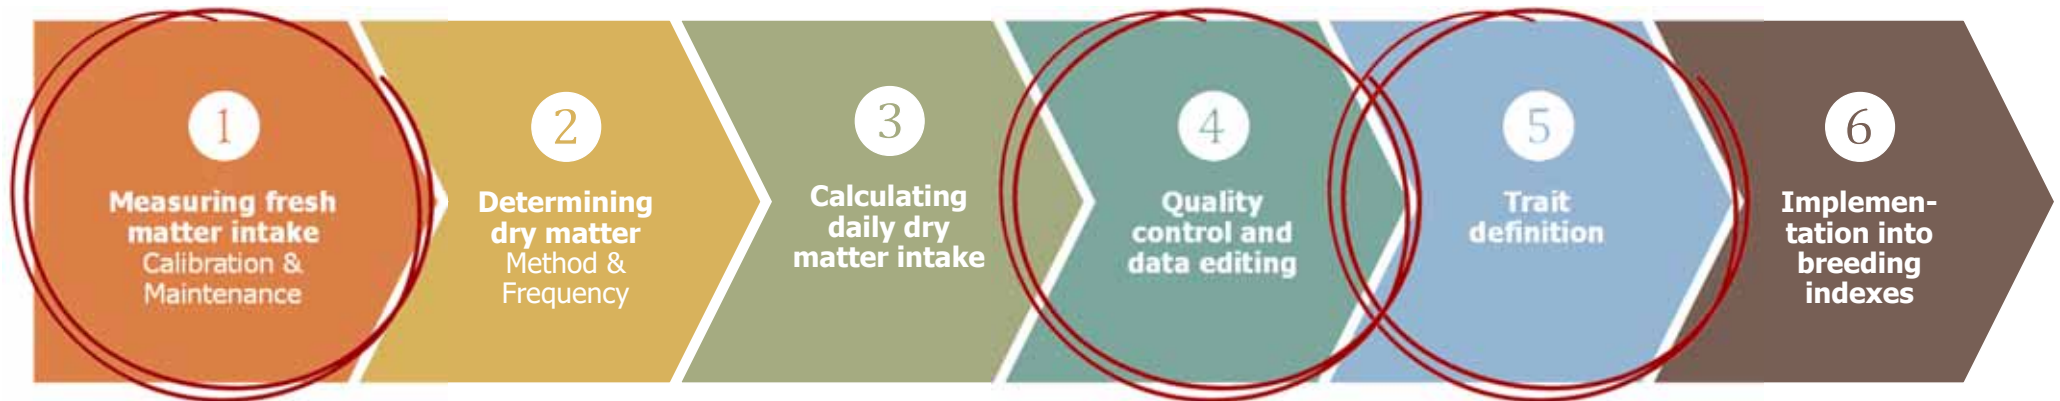 1
Measuring fresh
matter intake
Calibration &
Maintenance
2
Determining
dry matter
Method &
Frequency
3
Calculating
daily dry
matter intake
4
Quality
control and
data editing
5
Trait
definition
6
Implemen-
tation into
breeding
indexes